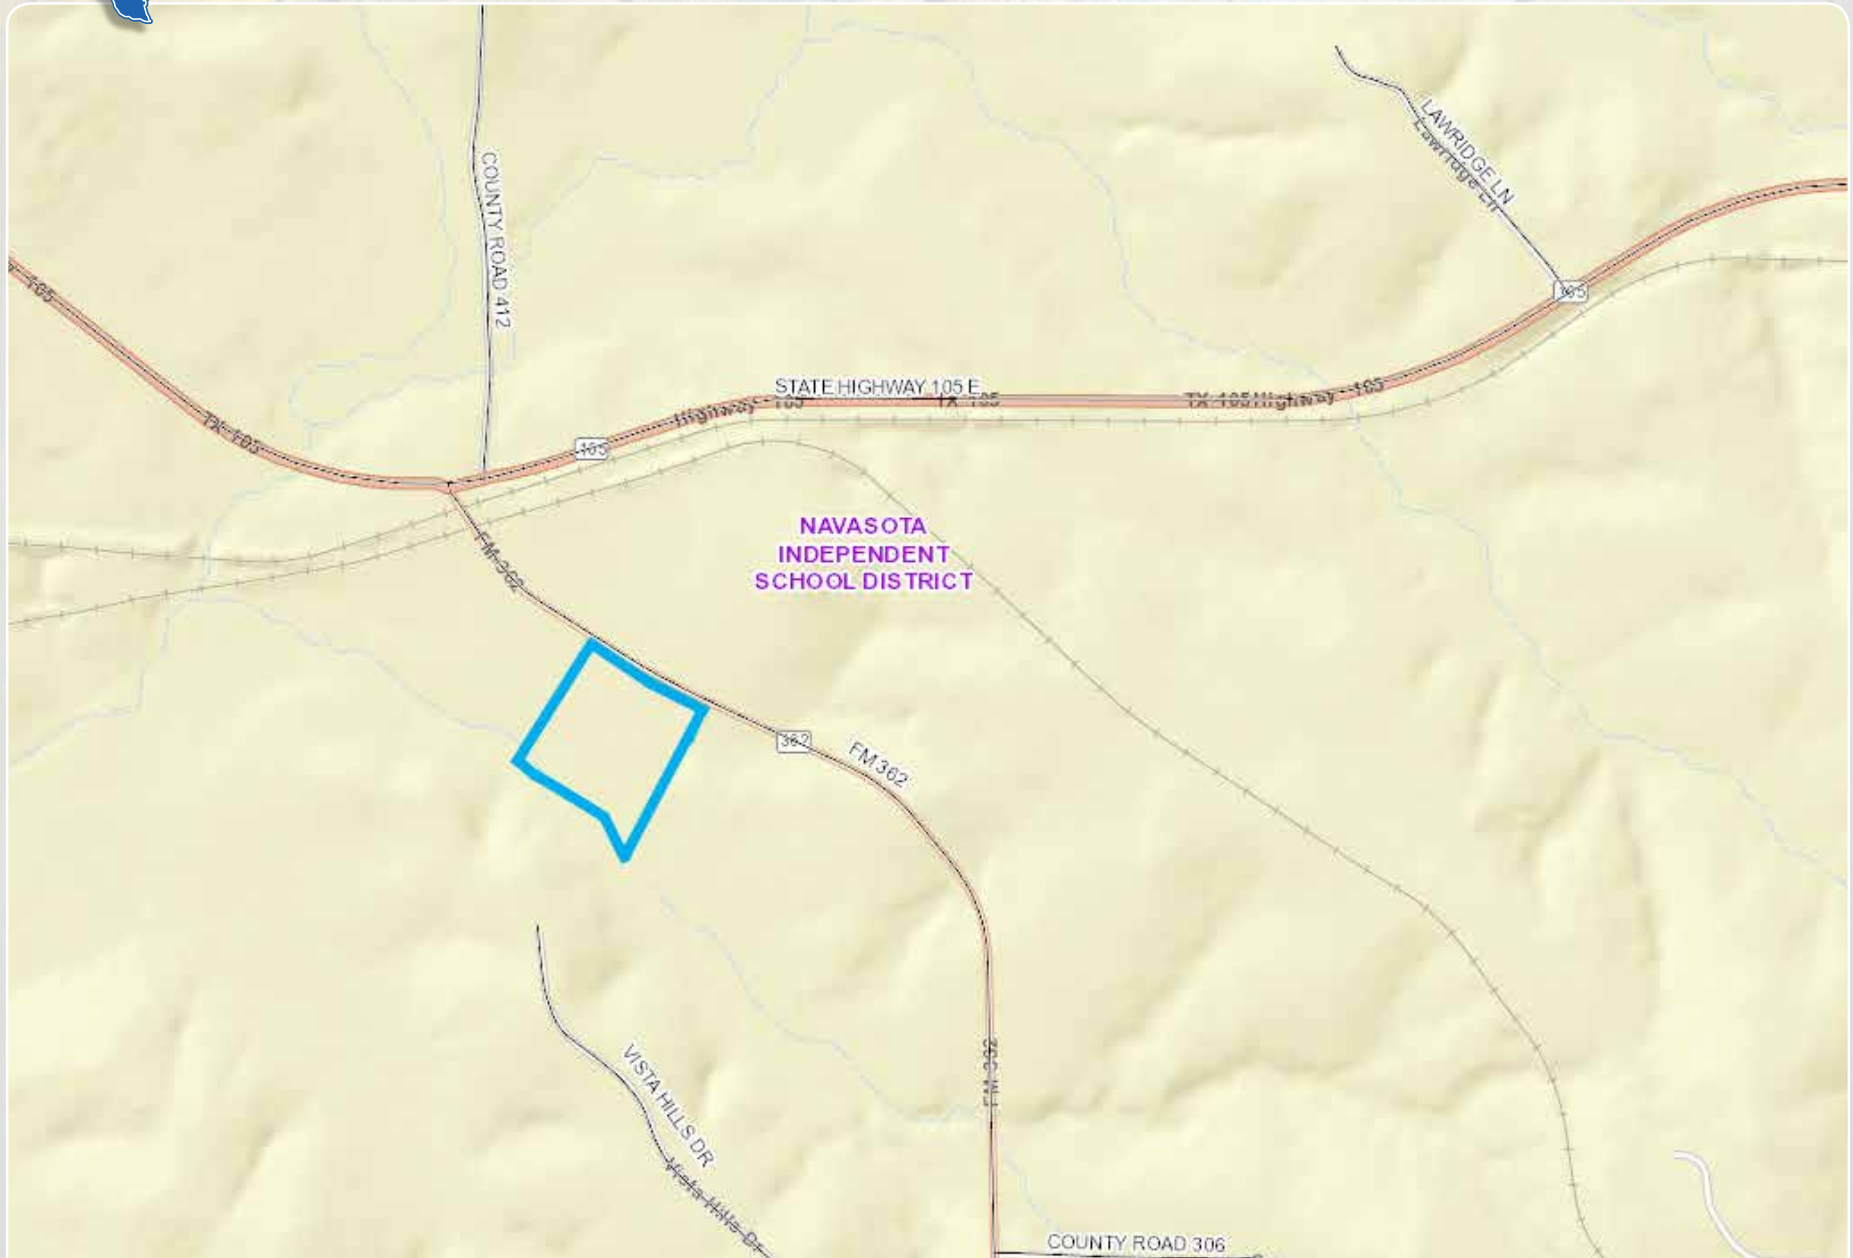 LAWRIDGE LN
Lawridge Ln
COUNTY ROAD 412
105
105
STATE HIGHWAY 105 E
Highway 105
TX 105
TX 105
Highway 105
TX 105
105
FM 362
NAVASOTA
INDEPENDENT
SCHOOL DISTRICT
362
FM 362
FM 362
VISTA HILLS DR
Vista Hills Dr
COUNTY ROAD 306